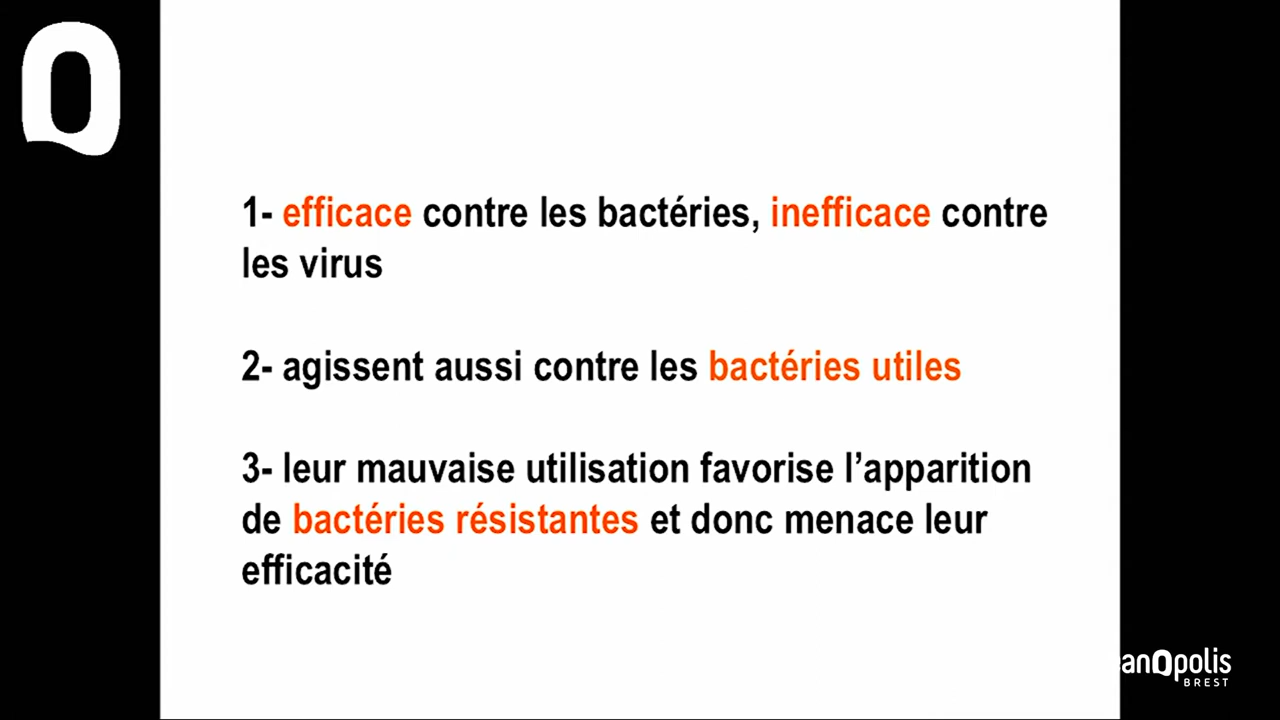 1- efficace contre les bactéries, inefficace contre
les virus
2- agissent aussi contre les bactéries utiles
3- leur mauvaise utilisation favorise l’apparition
de bactéries résistantes et donc menace leur
efficacité
eanOpolis
BREST